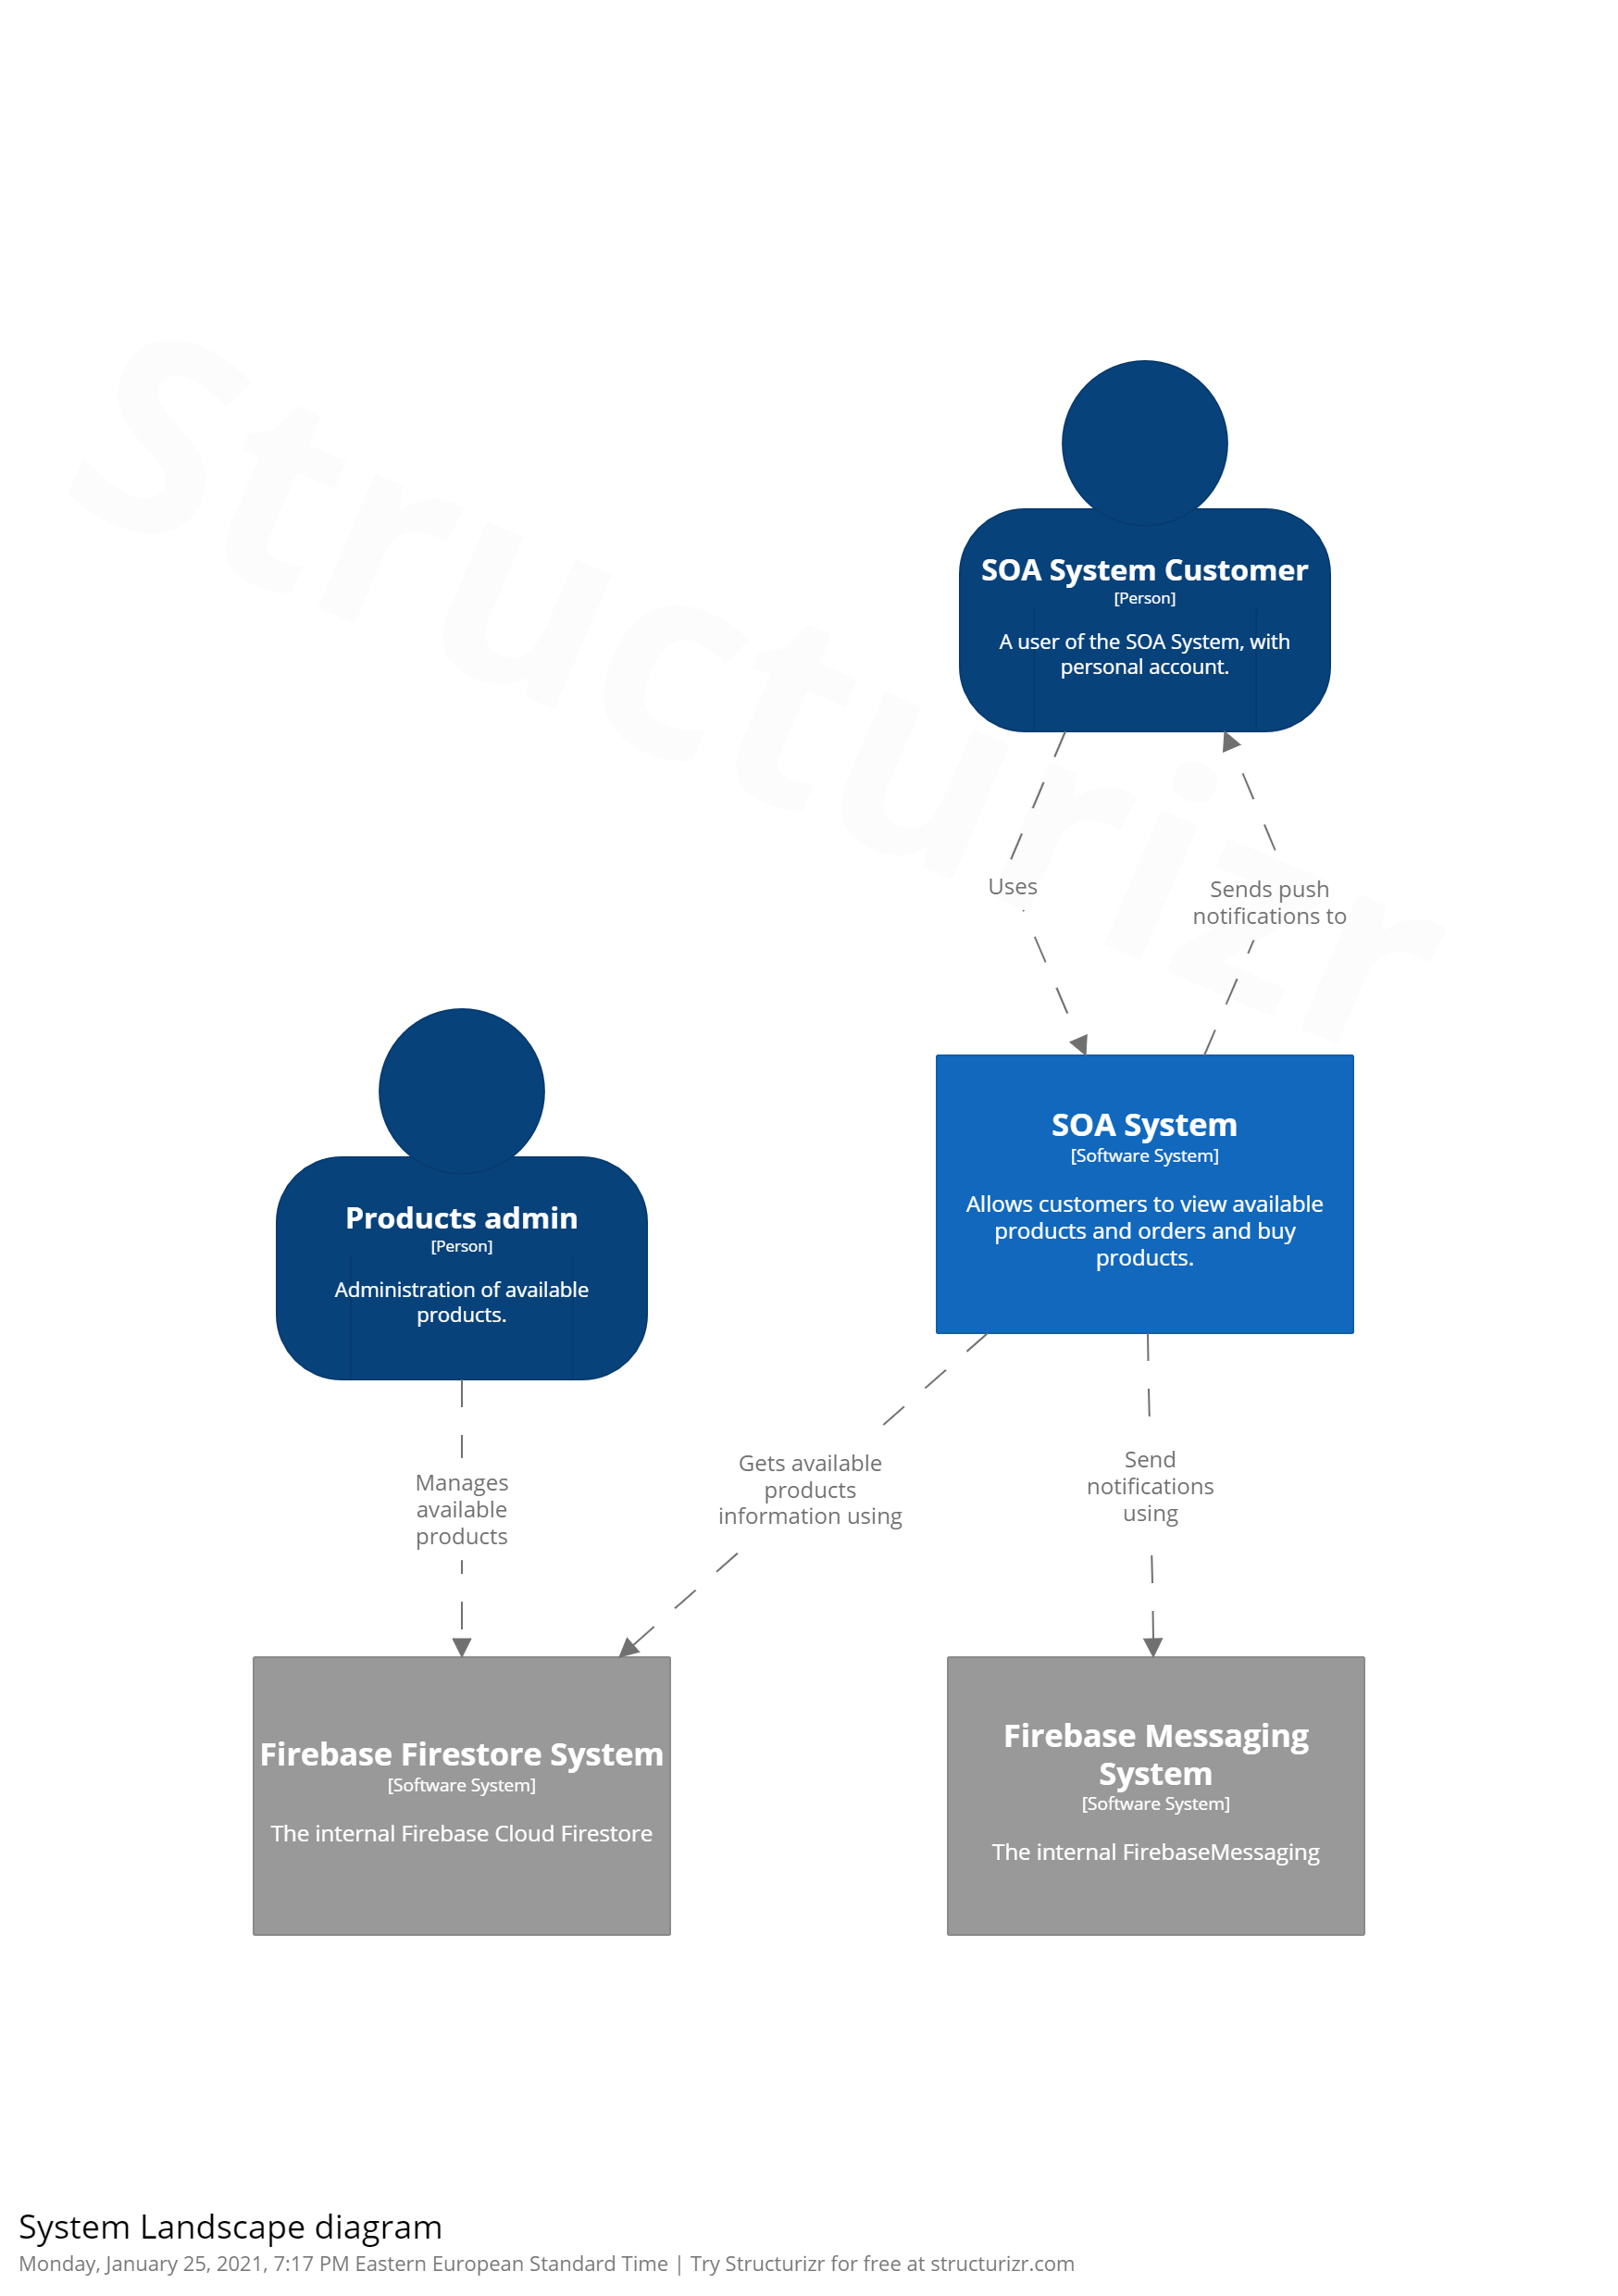 Structurizr
SOA System Customer
[Person]
A user of the SOA System, with
personal account.
Uses
Sends push
notifications to
SOA System
[Software System]
Allows customers to view available
products and orders and buy
products.
Products admin
[Person]
Administration of available
products.
Manages
available
products
Gets available
products
information using
Send
notifications
using
Firebase Firestore System
[Software System]
The internal Firebase Cloud Firestore
Firebase Messaging
System
[Software System]
The internal FirebaseMessaging
System Landscape diagram
Monday, January 25, 2021, 7:17 PM Eastern European Standard Time | Try Structurizr for free at structurizr.com